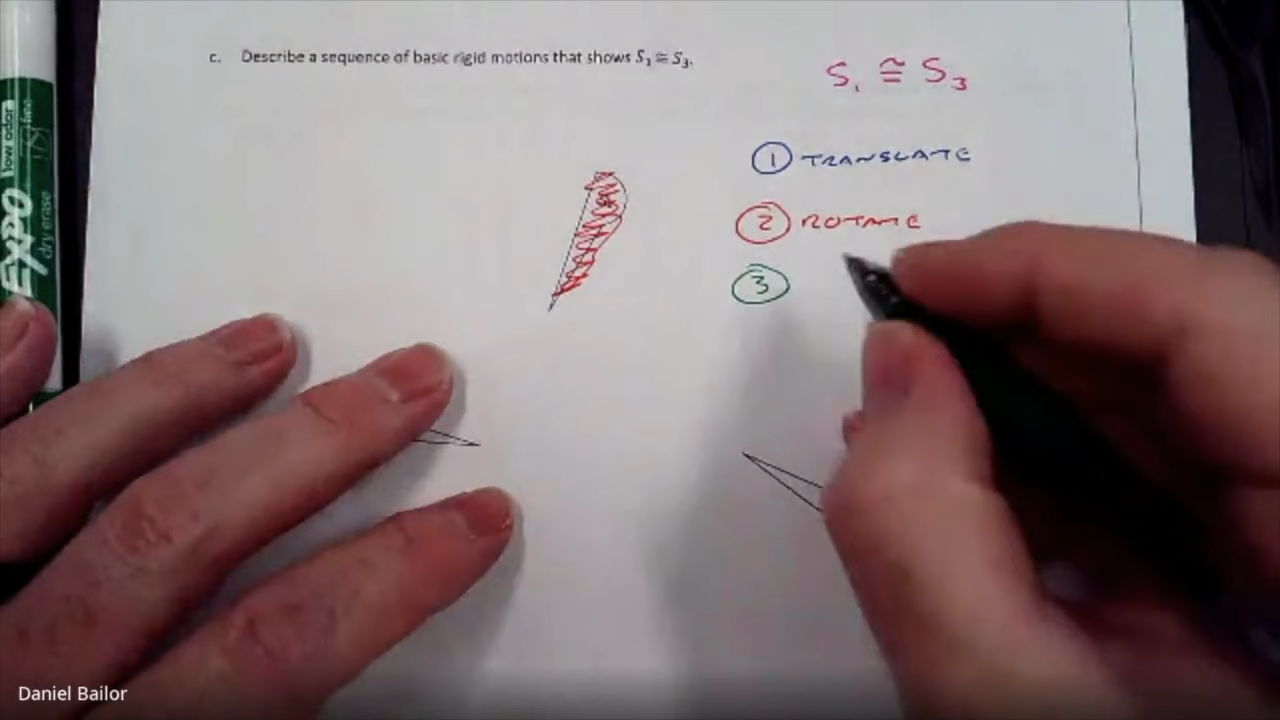 c. Describe a sequence of basic rigid motions that shows S₁ ≅ S₃.
S₁ ≅ S₃
① TRANSLATE
② ROTATE
③
EXPO
low odor
dry erase
fine
Daniel Bailor